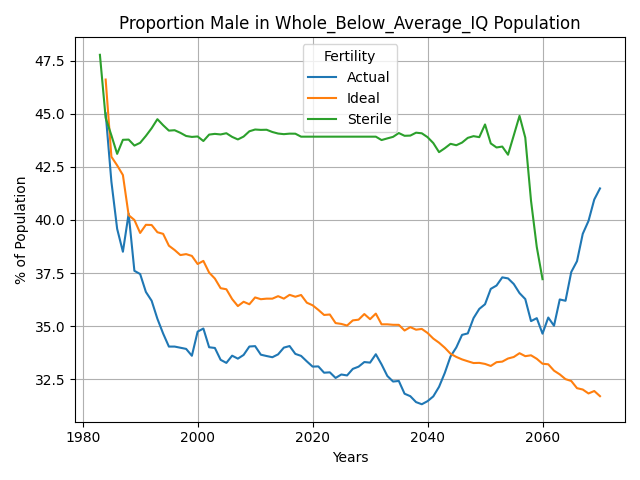 Proportion Male in Whole_Below_Average_IQ Population
Fertility
Actual
Ideal
Sterile
% of Population
47.5
45.0
42.5
40.0
37.5
35.0
32.5
1980
2000
2020
2040
2060
Years